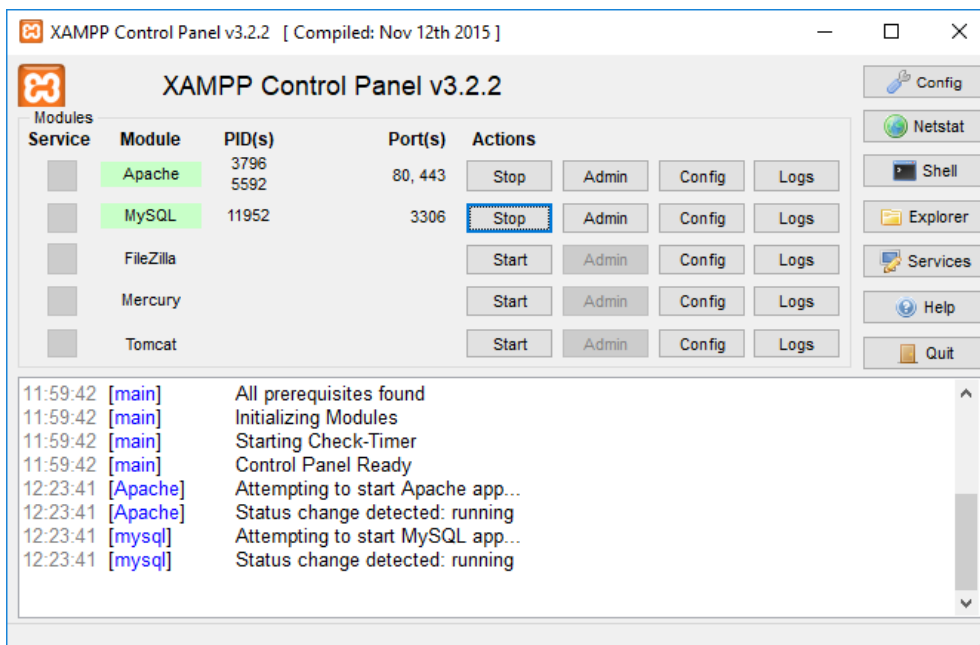 XAMPP Control Panel v3.2.2 [ Compiled: Nov 12th 2015 ]
XAMPP Control Panel v3.2.2
Config
Modules
Netstat
Service Module PID(s) Port(s) Actions
Apache 3796 5592 80, 443 Stop Admin Config Logs
Shell
MySQL 11952 3306 Stop Admin Config Logs
Explorer
FileZilla Start Admin Config Logs
Services
Mercury Start Admin Config Logs
Help
Tomcat Start Admin Config Logs
Quit
11:59:42 [main] All prerequisites found
11:59:42 [main] Initializing Modules
11:59:42 [main] Starting Check-Timer
11:59:42 [main] Control Panel Ready
12:23:41 [Apache] Attempting to start Apache app...
12:23:41 [Apache] Status change detected: running
12:23:41 [mysql] Attempting to start MySQL app...
12:23:41 [mysql] Status change detected: running